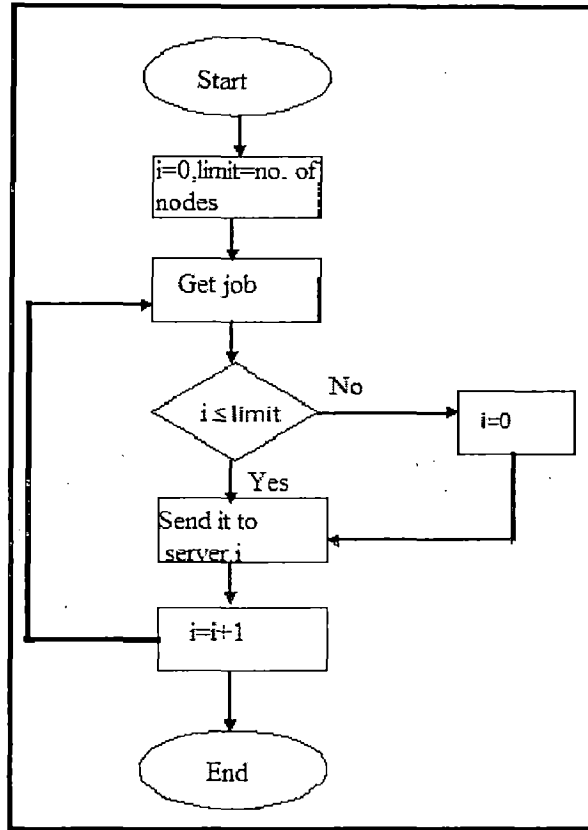 Start
i=0,limit=no. of
nodes
Get job
i ≤ limit
No
i=0
Yes
Send it to
server i
i=i+1
End